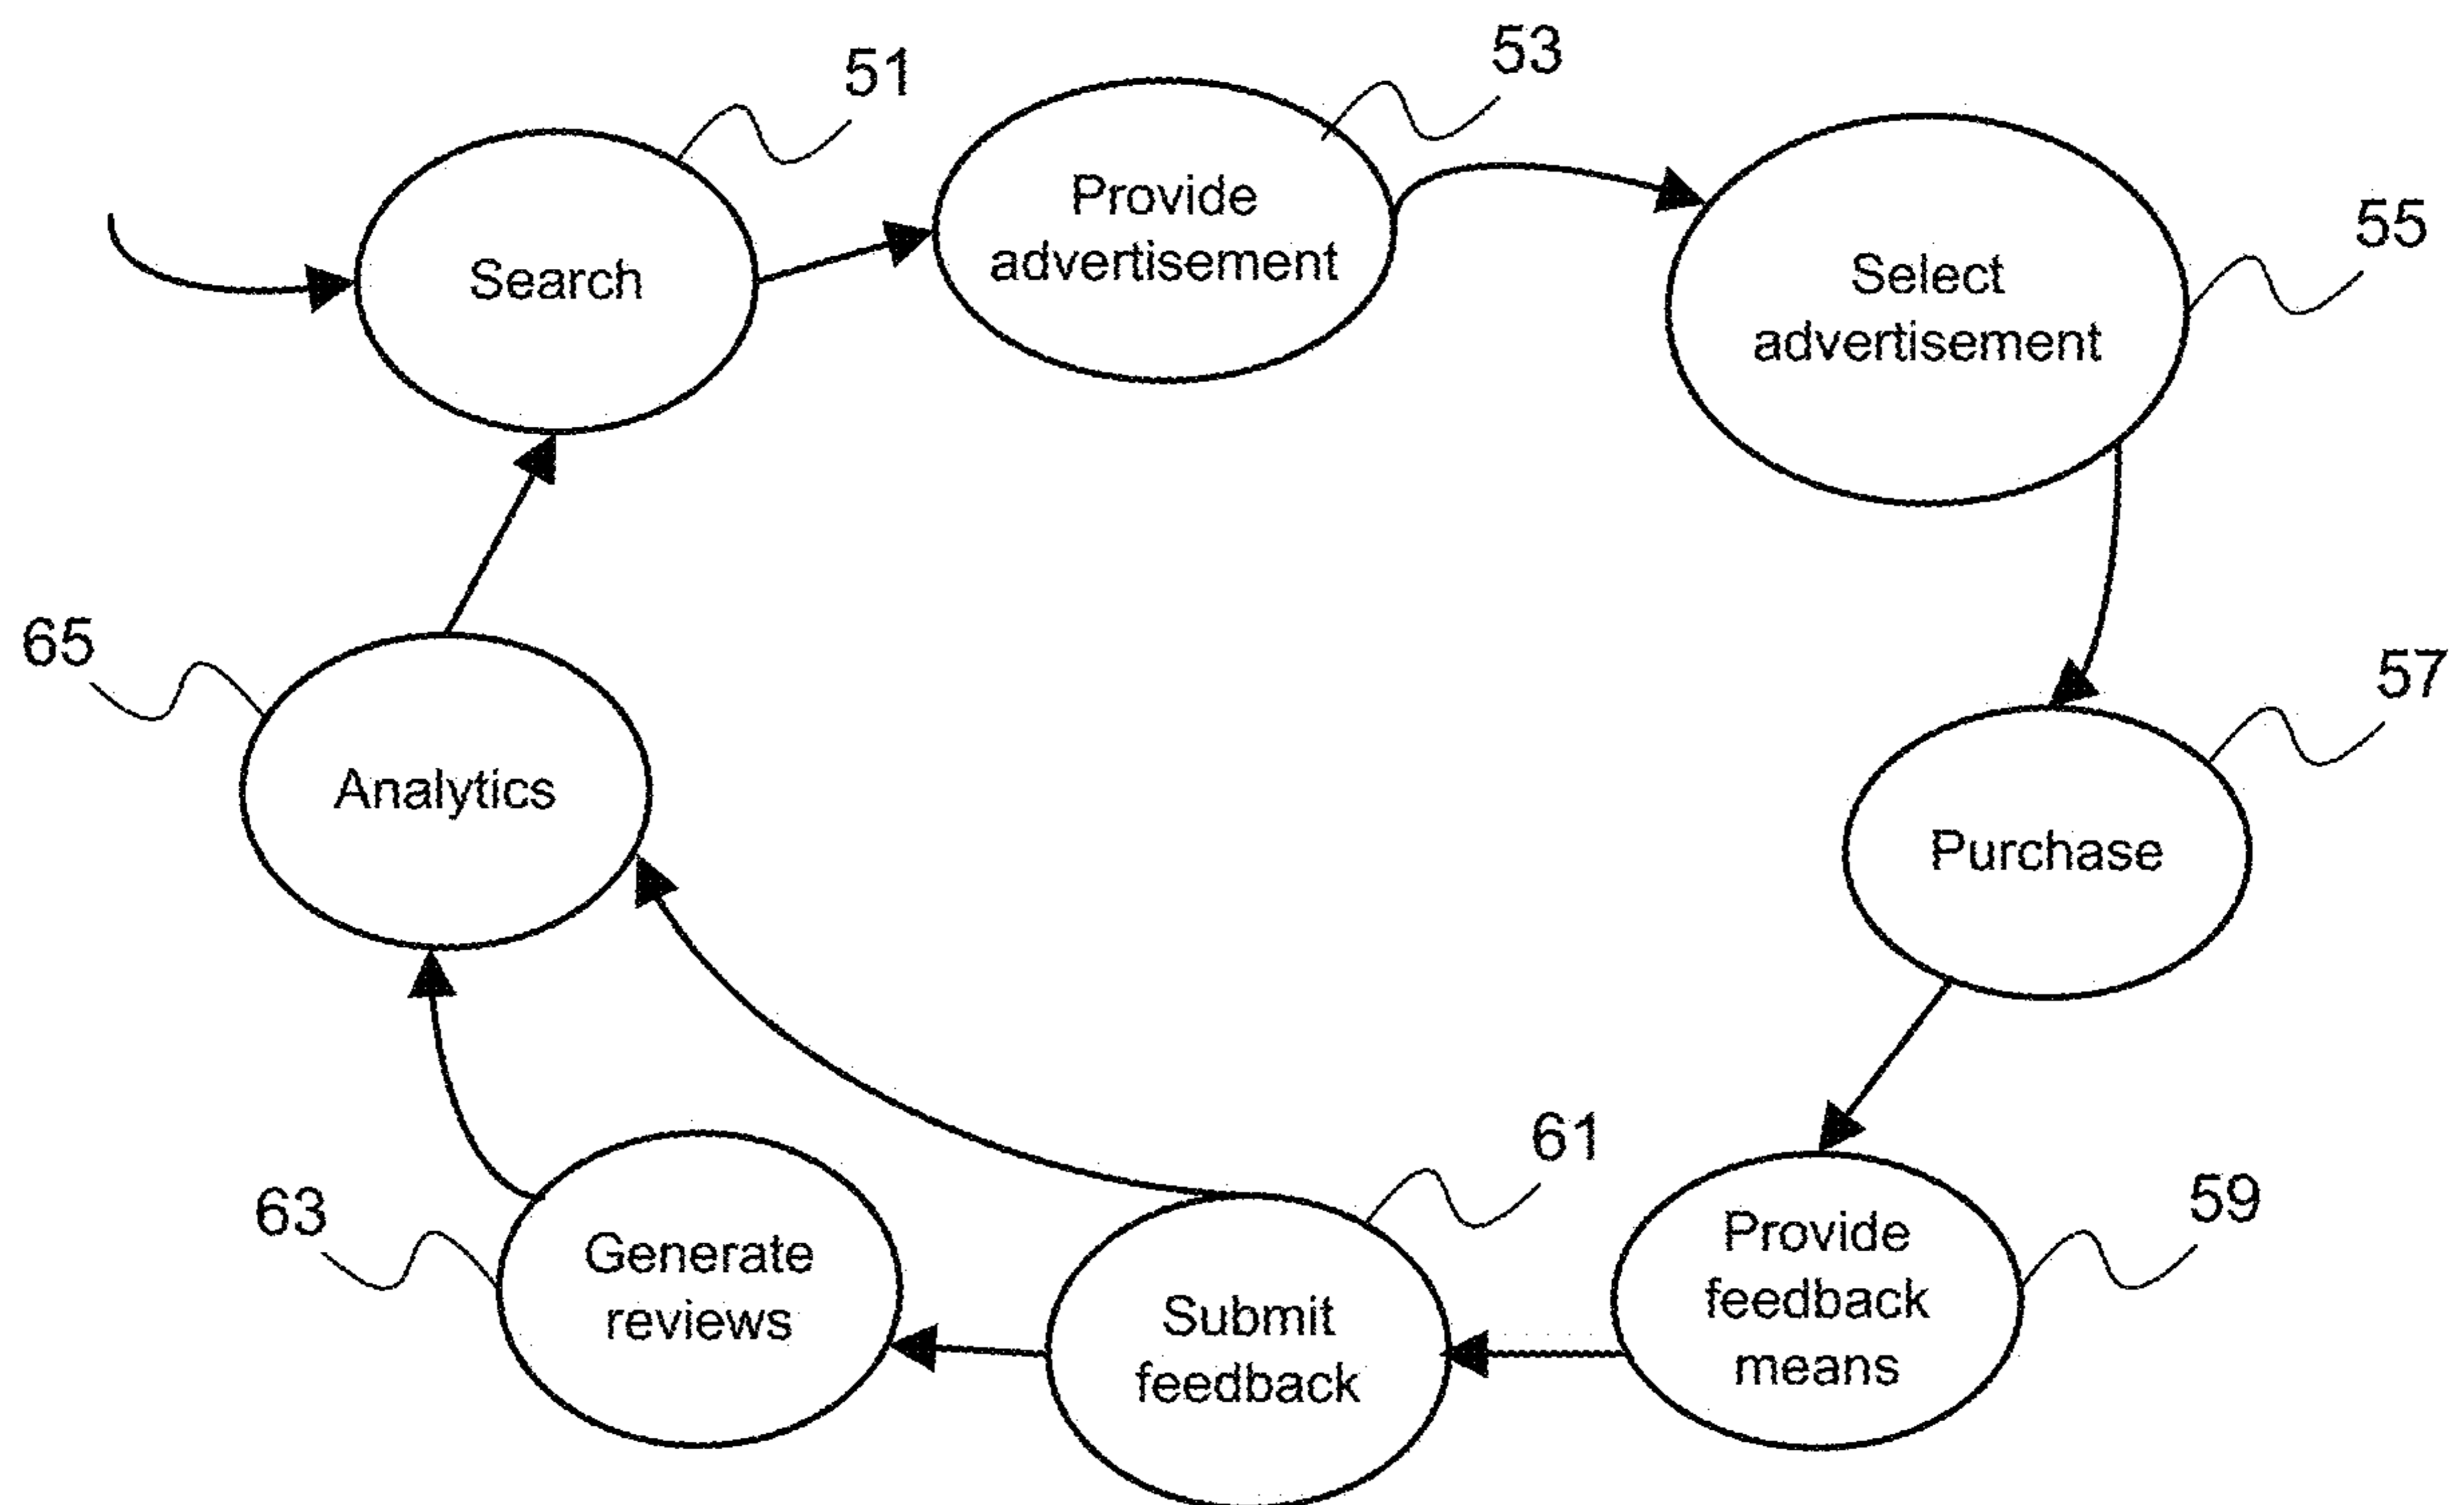 51
53
Search
Provide
advertisement
Select
advertisement
55
65
Analytics
Purchase
57
63
Generate
reviews
61
Submit
feedback
Provide
feedback
means
59